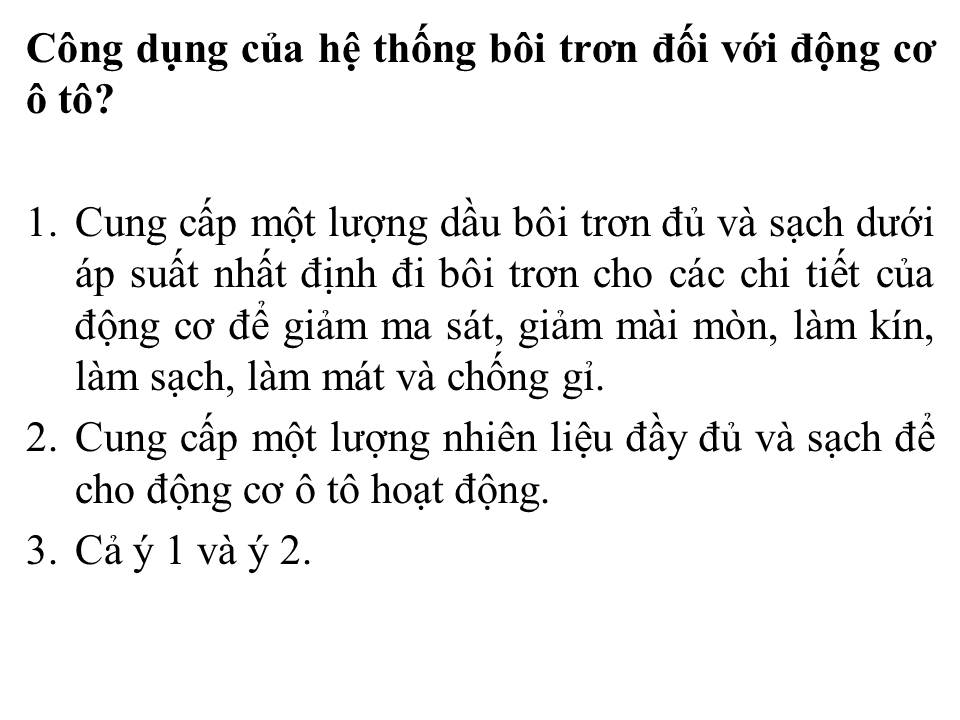 Công dụng của hệ thống bôi trơn đối với động cơ
ô tô?
1. Cung cấp một lượng dầu bôi trơn đủ và sạch dưới
áp suất nhất định đi bôi trơn cho các chi tiết của
động cơ để giảm ma sát, giảm mài mòn, làm kín,
làm sạch, làm mát và chống gỉ.
2. Cung cấp một lượng nhiên liệu đầy đủ và sạch để
cho động cơ ô tô hoạt động.
3. Cả ý 1 và ý 2.